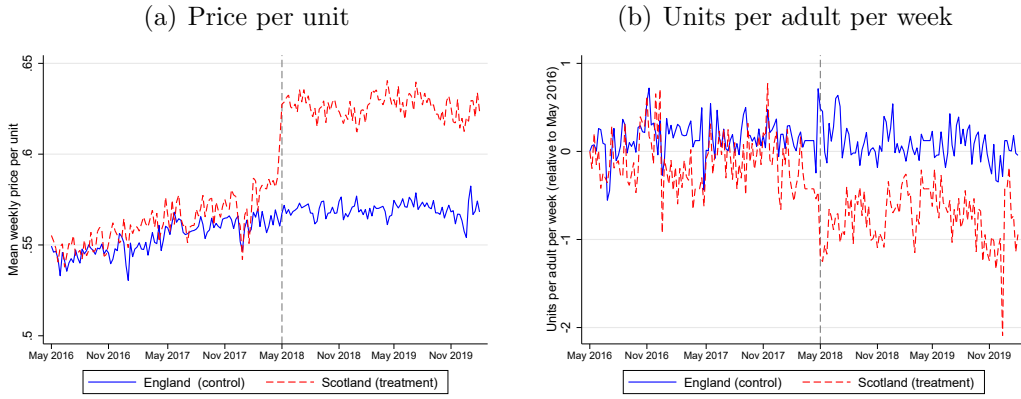 (a) Price per unit
Mean weekly price per unit
.65
.6
.55
.5
May 2016 Nov 2016 May 2017 Nov 2017 May 2018 Nov 2018 May 2019 Nov 2019
England (control) Scotland (treatment)
(b) Units per adult per week
Units per adult per week (relative to May 2016)
1
0
-1
-2
May 2016 Nov 2016 May 2017 Nov 2017 May 2018 Nov 2018 May 2019 Nov 2019
England (control) Scotland (treatment)